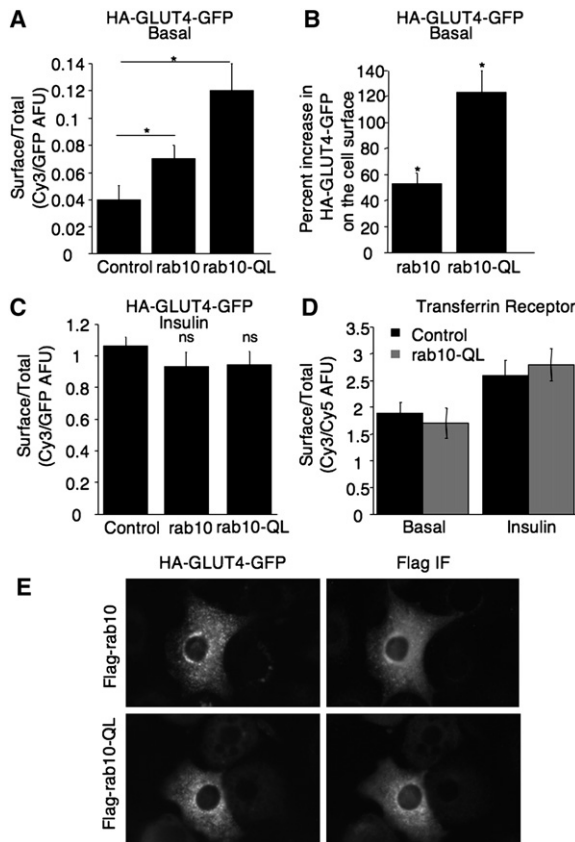 A
HA-GLUT4-GFP
Basal
Surface/Total
(Cy3/GFP AFU)
0.14
0.12
0.1
0.08
0.06
0.04
0.02
0
*
*
Control rab10 rab10-QL
B
HA-GLUT4-GFP
Basal
Percent increase in
HA-GLUT4-GFP
on the cell surface
140
120
100
80
60
40
20
0
*
*
rab10 rab10-QL
C
HA-GLUT4-GFP
Insulin
Surface/Total
(Cy3/GFP AFU)
1.2
1
0.8
0.6
0.4
0.2
0
ns
ns
Control rab10 rab10-QL
D
Transferrin Receptor
Control
rab10-QL
Surface/Total
(Cy3/Cy5 AFU)
3.5
3
2.5
2
1.5
1
0.5
0
Basal Insulin
E
HA-GLUT4-GFP Flag IF
Flag-rab10
Flag-rab10-QL